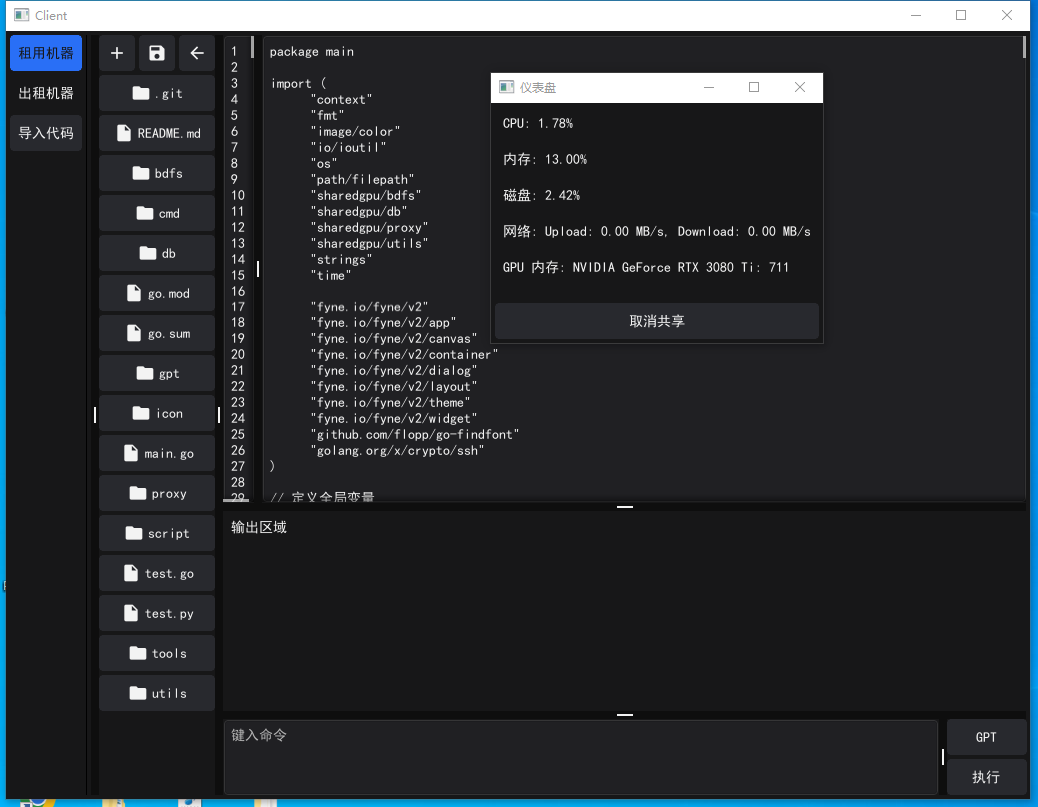 Client
租用机器
出租机器
导入代码
.git
README.md
bdfs
cmd
db
go.mod
go.sum
gpt
icon
main.go
proxy
script
test.go
test.py
tools
utils
1 package main
2
3 import (
4 "context"
5 "fmt"
6 "image/color"
7 "io/ioutil"
8 "os"
9 "path/filepath"
10 "sharedgpu/bdfs"
11 "sharedgpu/db"
12 "sharedgpu/proxy"
13 "sharedgpu/utils"
14 "strings"
15 "time"
16
17 "fyne.io/fyne/v2"
18 "fyne.io/fyne/v2/app"
19 "fyne.io/fyne/v2/canvas"
20 "fyne.io/fyne/v2/container"
21 "fyne.io/fyne/v2/dialog"
22 "fyne.io/fyne/v2/layout"
23 "fyne.io/fyne/v2/theme"
24 "fyne.io/fyne/v2/widget"
25 "github.com/flopp/go-findfont"
26 "golang.org/x/crypto/ssh"
27 )
28
29 // 定义全局变量
仪表盘
CPU: 1.78%
内存: 13.00%
磁盘: 2.42%
网络: Upload: 0.00 MB/s, Download: 0.00 MB/s
GPU 内存: NVIDIA GeForce RTX 3080 Ti: 711
取消共享
输出区域
键入命令
GPT
执行